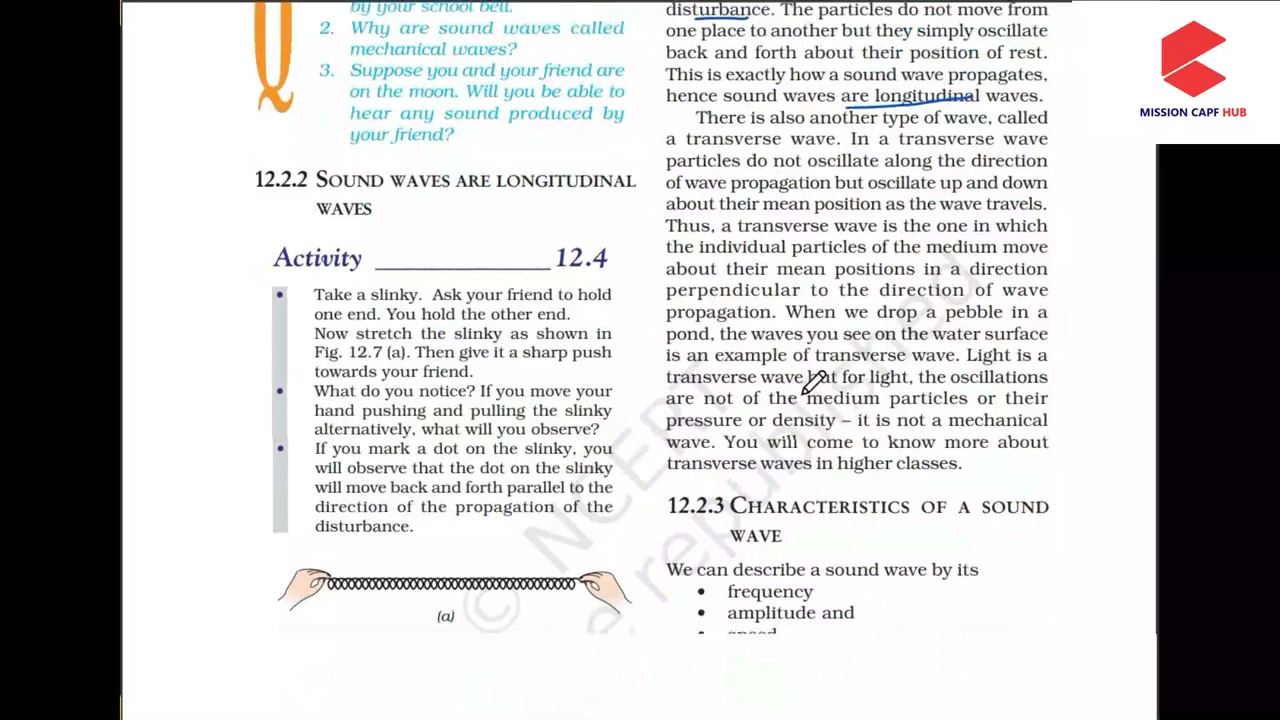 by your school bell.
2. Why are sound waves called
mechanical waves?
3. Suppose you and your friend are
on the moon. Will you be able to
hear any sound produced by
your friend?
12.2.2 SOUND WAVES ARE LONGITUDINAL
WAVES
Activity ______________ 12.4
• Take a slinky. Ask your friend to hold
one end. You hold the other end.
Now stretch the slinky as shown in
Fig. 12.7 (a). Then give it a sharp push
towards your friend.
• What do you notice? If you move your
hand pushing and pulling the slinky
alternatively, what will you observe?
• If you mark a dot on the slinky, you
will observe that the dot on the slinky
will move back and forth parallel to the
direction of the propagation of the
disturbance.
(a)
disturbance. The particles do not move from
one place to another but they simply oscillate
back and forth about their position of rest.
This is exactly how a sound wave propagates,
hence sound waves are longitudinal waves.
There is also another type of wave, called
a transverse wave. In a transverse wave
particles do not oscillate along the direction
of wave propagation but oscillate up and down
about their mean position as the wave travels.
Thus, a transverse wave is the one in which
the individual particles of the medium move
about their mean positions in a direction
perpendicular to the direction of wave
propagation. When we drop a pebble in a
pond, the waves you see on the water surface
is an example of transverse wave. Light is a
transverse wave but for light, the oscillations
are not of the medium particles or their
pressure or density – it is not a mechanical
wave. You will come to know more about
transverse waves in higher classes.
12.2.3 CHARACTERISTICS OF A SOUND
WAVE
We can describe a sound wave by its
• frequency
• amplitude and
• speed
© NCERT
republished
MISSION CAPF HUB
Q